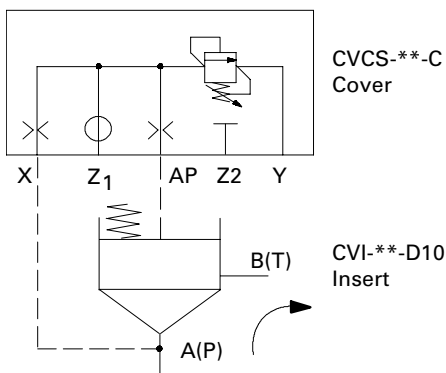 CVCS-**-C
Cover
X Z1 AP Z2 Y
B(T)
CVI-**-D10
Insert
A(P)